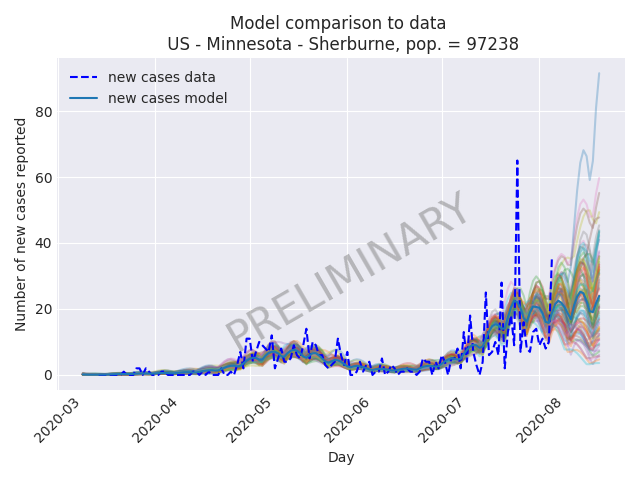 Model comparison to data
US - Minnesota - Sherburne, pop. = 97238
new cases data
new cases model
PRELIMINARY
Number of new cases reported
80
60
40
20
0
2020-03
2020-04
2020-05
2020-06
2020-07
2020-08
Day